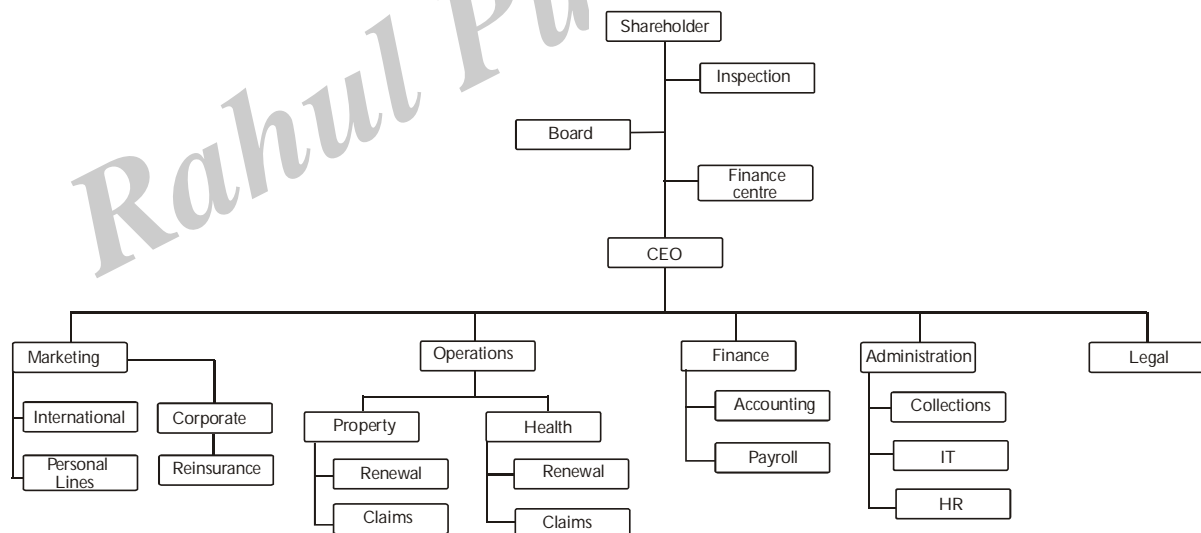 Rahul Pu
Shareholder
Inspection
Board
Finance
centre
CEO
Marketing
Operations
Finance
Administration
Legal
International
Corporate
Property
Health
Accounting
Collections
Personal
Lines
Reinsurance
Renewal
Renewal
Payroll
IT
Claims
Claims
HR